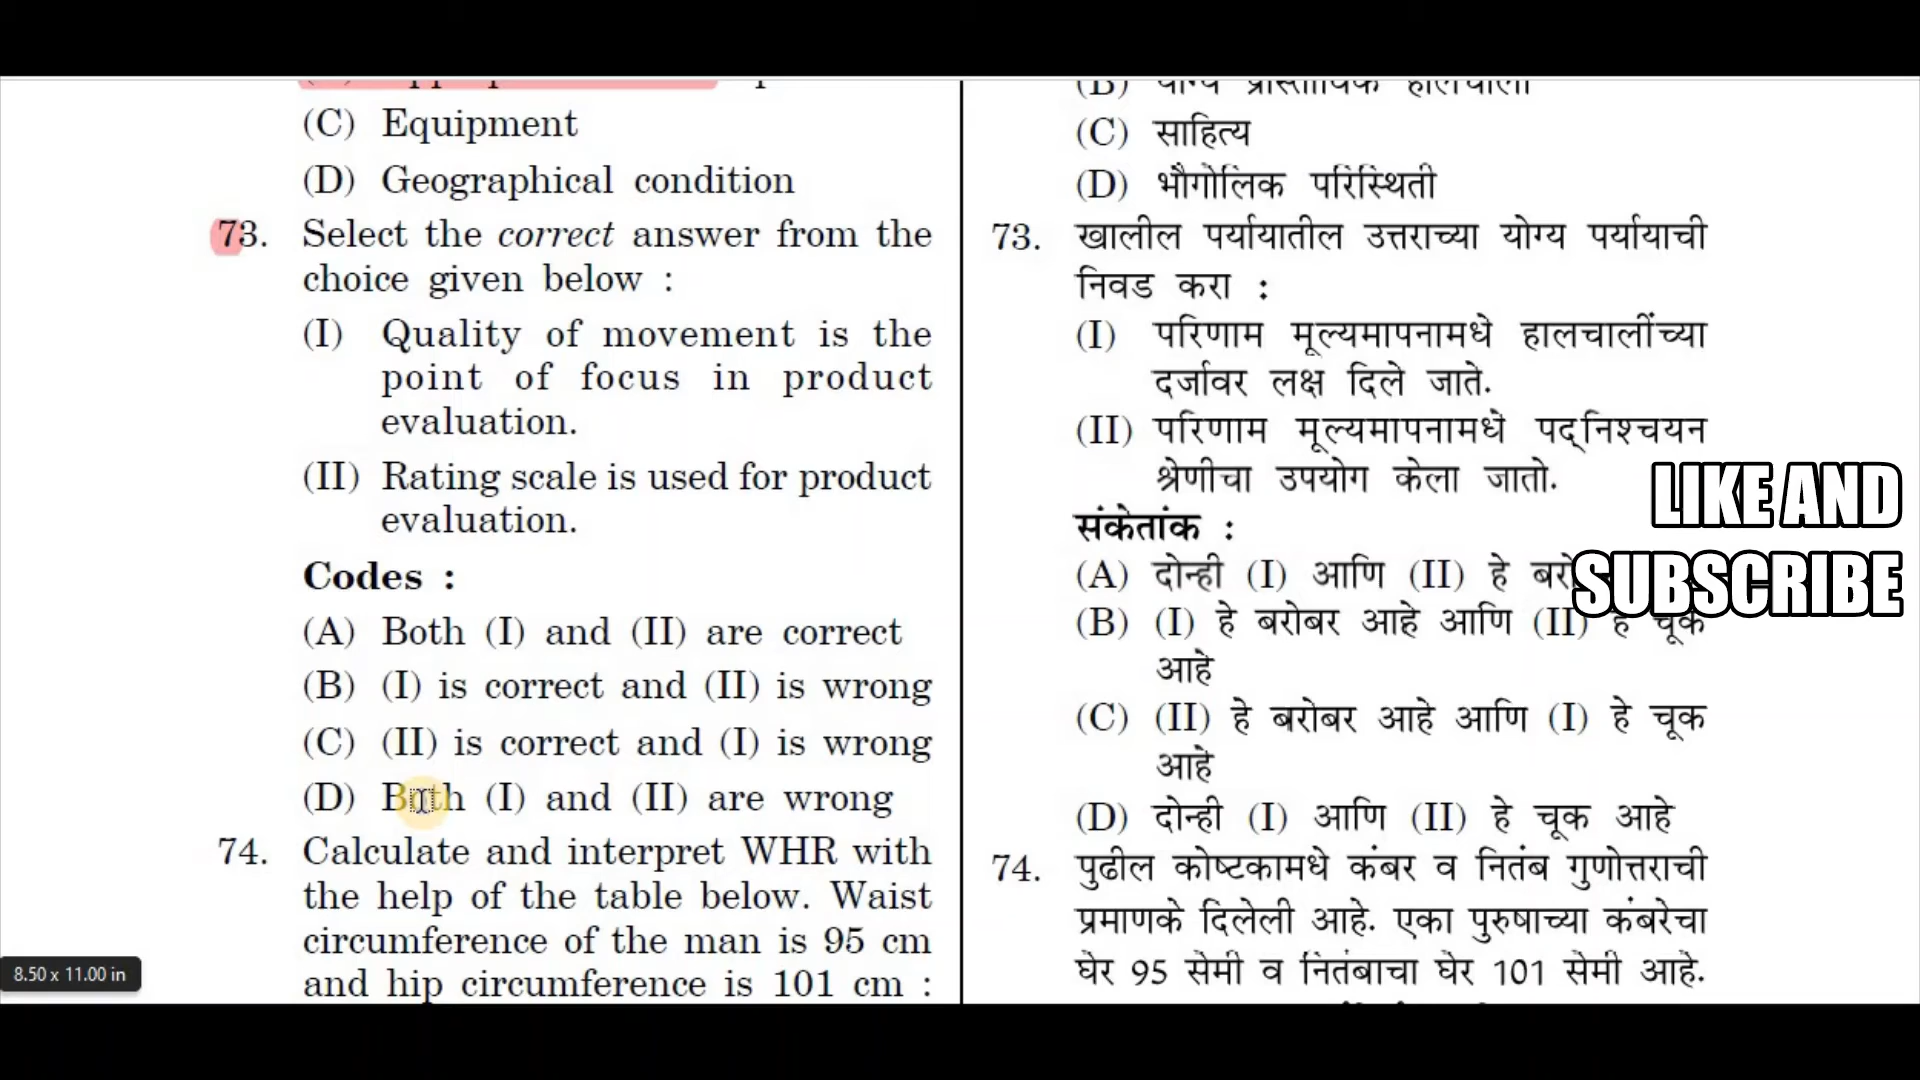 (C) Equipment
(D) Geographical condition
73. Select the correct answer from the
choice given below :
(I) Quality of movement is the
point of focus in product
evaluation.
(II) Rating scale is used for product
evaluation.
Codes :
(A) Both (I) and (II) are correct
(B) (I) is correct and (II) is wrong
(C) (II) is correct and (I) is wrong
(D) Both (I) and (II) are wrong
74. Calculate and interpret WHR with
the help of the table below. Waist
circumference of the man is 95 cm
and hip circumference is 101 cm :
(B) योग्य प्रास्ताविक हालचाली
(C) साहित्य
(D) भौगोलिक परिस्थिती
73. खालील पर्यायातील उत्तराच्या योग्य पर्यायाची
निवड करा :
(I) परिणाम मूल्यमापनामधे हालचालींच्या
दर्जावर लक्ष दिले जाते.
(II) परिणाम मूल्यमापनामधे पद्‌निश्चयन
श्रेणीचा उपयोग केला जातो.
संकेतांक :
(A) दोन्ही (I) आणि (II) हे
(B) (I) हे बरोबर आहे आणि (II) हे चूक
आहे
(C) (II) हे बरोबर आहे आणि (I) हे चूक
आहे
(D) दोन्ही (I) आणि (II) हे चूक आहे
74. पुढील कोष्टकामधे कंबर व नितंब गुणोत्तराची
प्रमाणके दिलेली आहे. एका पुरुषाच्या कंबरेचा
घेर 95 सेमी व नितंबाचा घेर 101 सेमी आहे.
LIKE AND
SUBSCRIBE
8.50 x 11.00 in